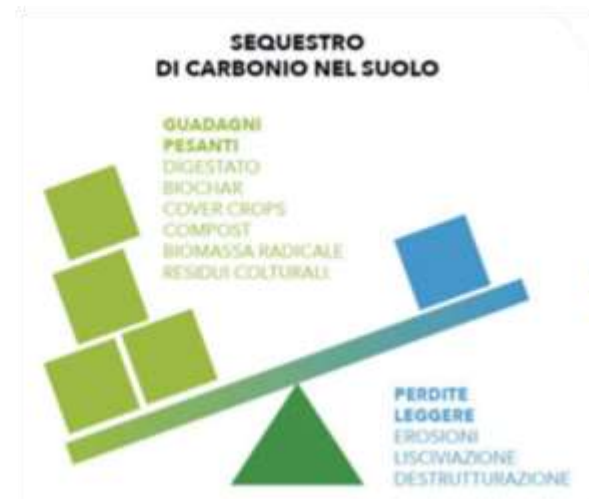 SEQUESTRO
DI CARBONIO NEL SUOLO
GUADAGNI
PESANTI
DIGESTATO
BIOCHAR
COVER CROPS
COMPOST
BIOMASSA RADICALE
RESIDUI COLTURALI
PERDITE
LEGGERE
EROSIONI
LISCIVIAZIONE
DESTRUTTURAZIONE